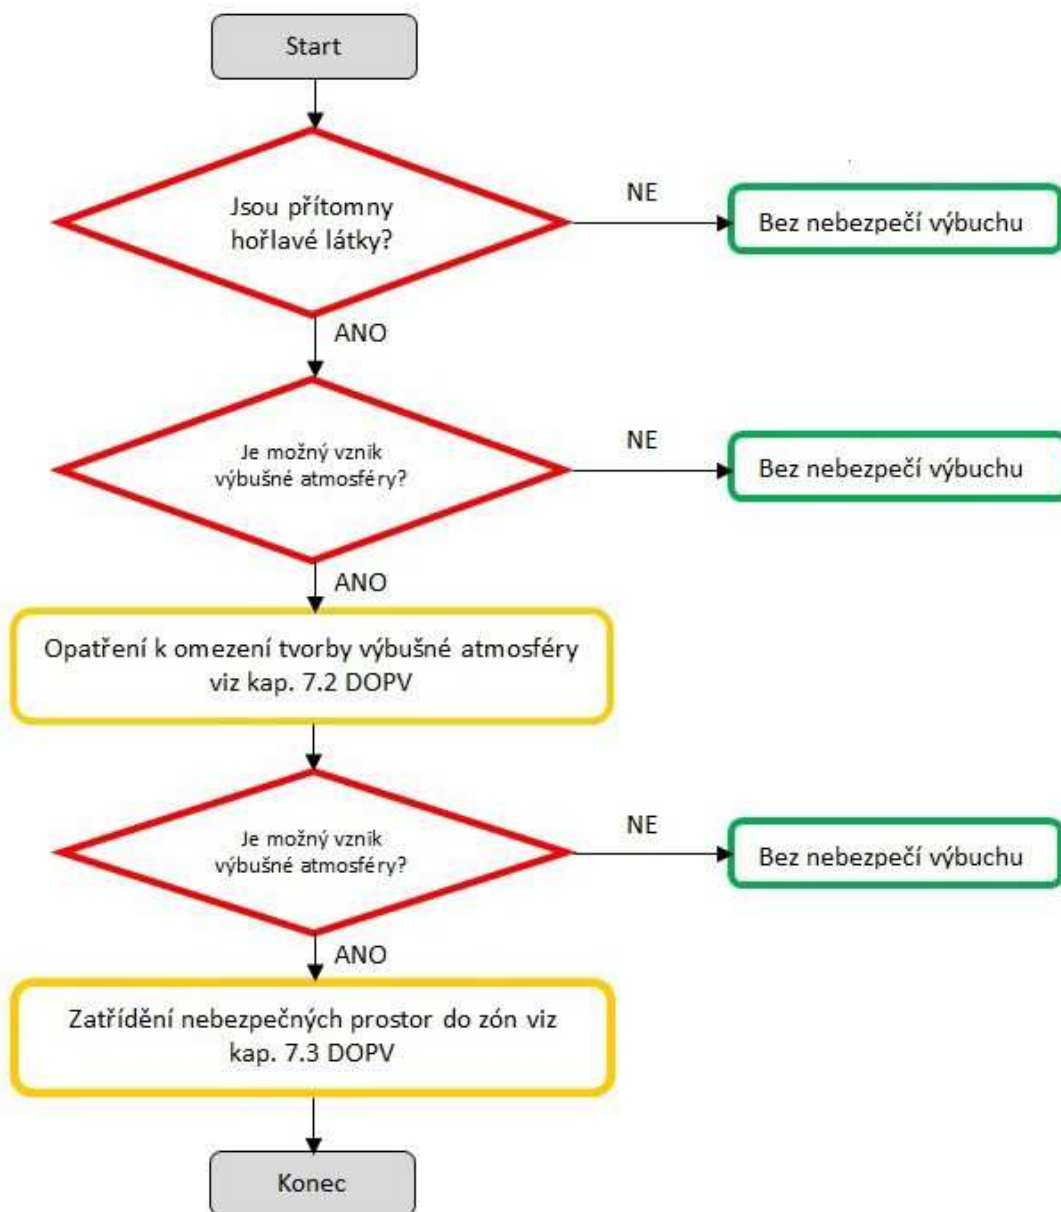 Start
Jsou přítomny
hořlavé látky?
NE
Bez nebezpečí výbuchu
ANO
Je možný vznik
výbušné atmosféry?
NE
Bez nebezpečí výbuchu
ANO
Opatření k omezení tvorby výbušné atmosféry
viz kap. 7.2 DOPV
Je možný vznik
výbušné atmosféry?
NE
Bez nebezpečí výbuchu
ANO
Zatřídění nebezpečných prostor do zón viz
kap. 7.3 DOPV
Konec